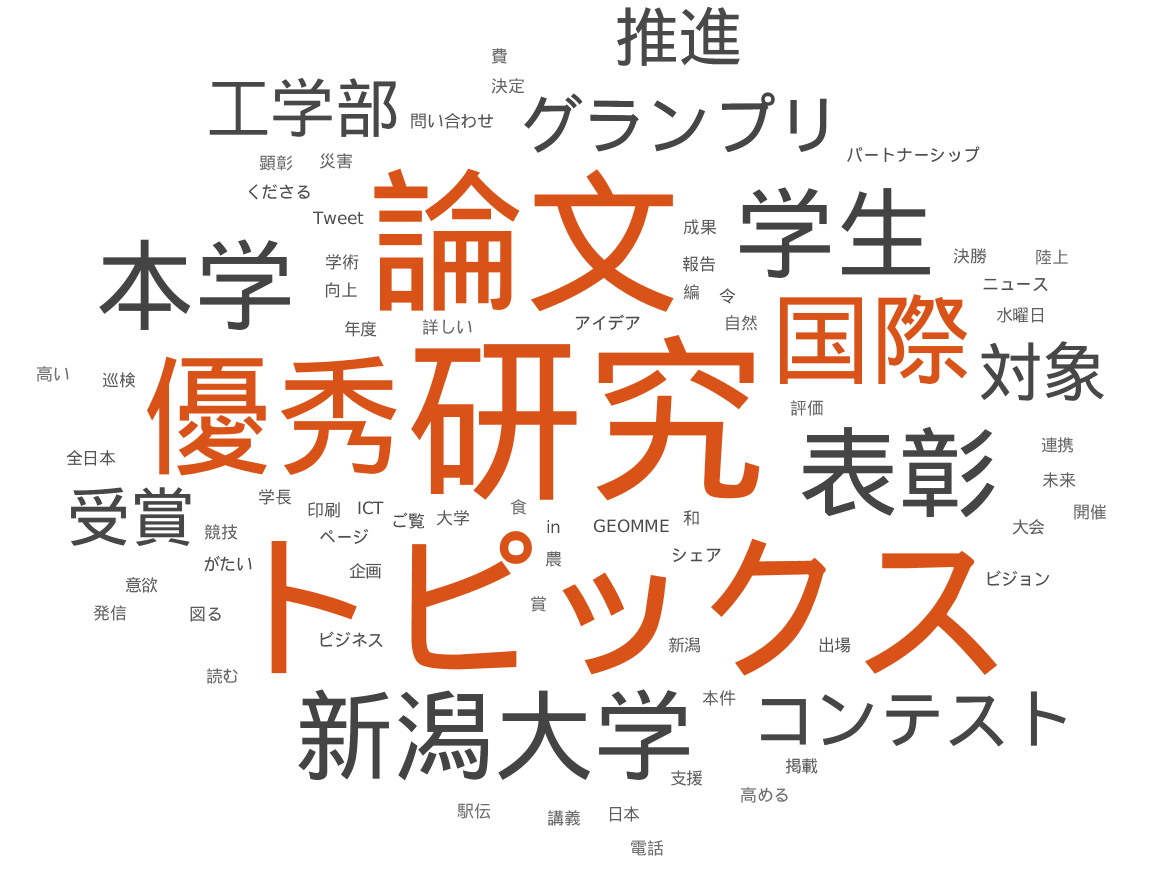 推進
費
決定
工学部
グランプリ
問い合わせ
パートナーシップ
顕彰
災害
くださる
論文
学生
Tweet
成果
本学
学術
報告
決勝
陸上
向上
編
令
ニュース
年度
詳しい
アイデア
自然
国際
水曜日
高い
巡検
優秀
研究
対象
評価
全日本
表彰
連携
未来
受賞
学長
印刷
ICT
ご覧
大学
食
in
GEOMME
和
大会
開催
競技
ページ
シェア
がたい
企画
農
トピックス
ビジョン
意欲
発信
図る
賞
ビジネス
新潟
出場
読む
新潟大学
本件
コンテスト
支援
掲載
高める
駅伝
講義
日本
電話